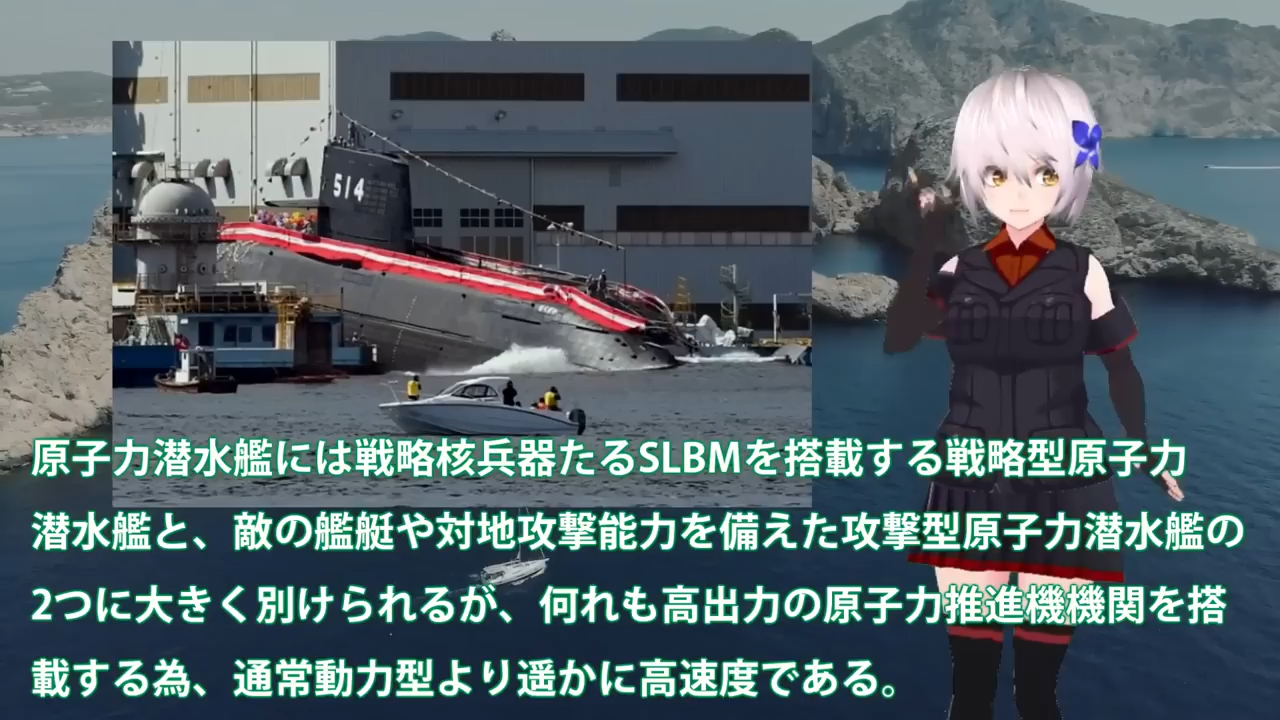 514
原子力潜水艦には戦略核兵器たるSLBMを搭載する戦略型原子力
潜水艦と、敵の艦艇や対地攻撃能力を備えた攻撃型原子力潜水艦の
2つに大きく別けられるが、何れも高出力の原子力推進機機関を搭
載する為、通常動力型より遥かに高速度である。